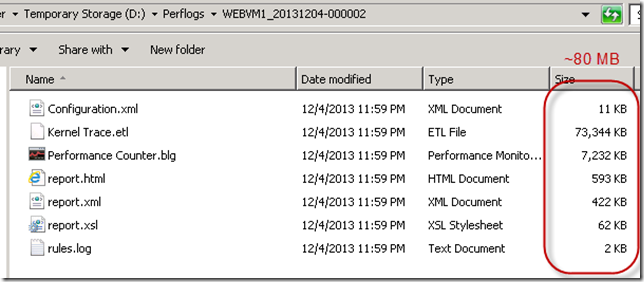 r ▸ Temporary Storage (D:) ▸ Perflogs ▸ WEBVM1_20131204-000002
rary Share with New folder
~80 MB
Name Date modified Type Size
Configuration.xml 12/4/2013 11:59 PM XML Document 11 KB
Kernel Trace.etl 12/4/2013 11:59 PM ETL File 73,344 KB
Performance Counter.blg 12/4/2013 11:59 PM Performance Monito... 7,232 KB
report.html 12/4/2013 11:59 PM HTML Document 593 KB
report.xml 12/4/2013 11:59 PM XML Document 422 KB
report.xsl 12/4/2013 11:59 PM XSL Stylesheet 62 KB
rules.log 12/4/2013 11:59 PM Text Document 2 KB